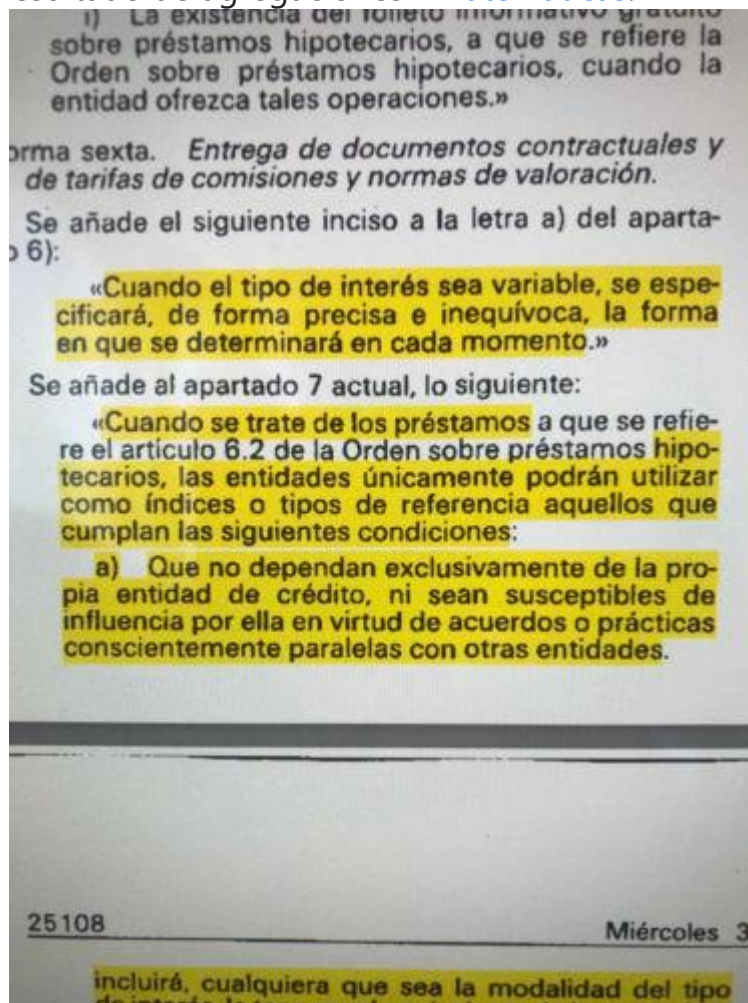 i) La existencia del folleto informativo gratuito
sobre préstamos hipotecarios, a que se refiere la
Orden sobre préstamos hipotecarios, cuando la
entidad ofrezca tales operaciones.»
orma sexta. Entrega de documentos contractuales y
de tarifas de comisiones y normas de valoración.
Se añade el siguiente inciso a la letra a) del aparta-
o 6):
«Cuando el tipo de interés sea variable, se espe-
cificará, de forma precisa e inequívoca, la forma
en que se determinará en cada momento.»
Se añade al apartado 7 actual, lo siguiente:
«Cuando se trate de los préstamos a que se refie-
re el artículo 6.2 de la Orden sobre préstamos hipo-
tecarios, las entidades únicamente podrán utilizar
como índices o tipos de referencia aquellos que
cumplan las siguientes condiciones:
a) Que no dependan exclusivamente de la pro-
pia entidad de crédito, ni sean susceptibles de
influencia por ella en virtud de acuerdos o prácticas
conscientemente paralelas con otras entidades.
25108
Miércoles 3
incluirá, cualquiera que sea la modalidad del tipo